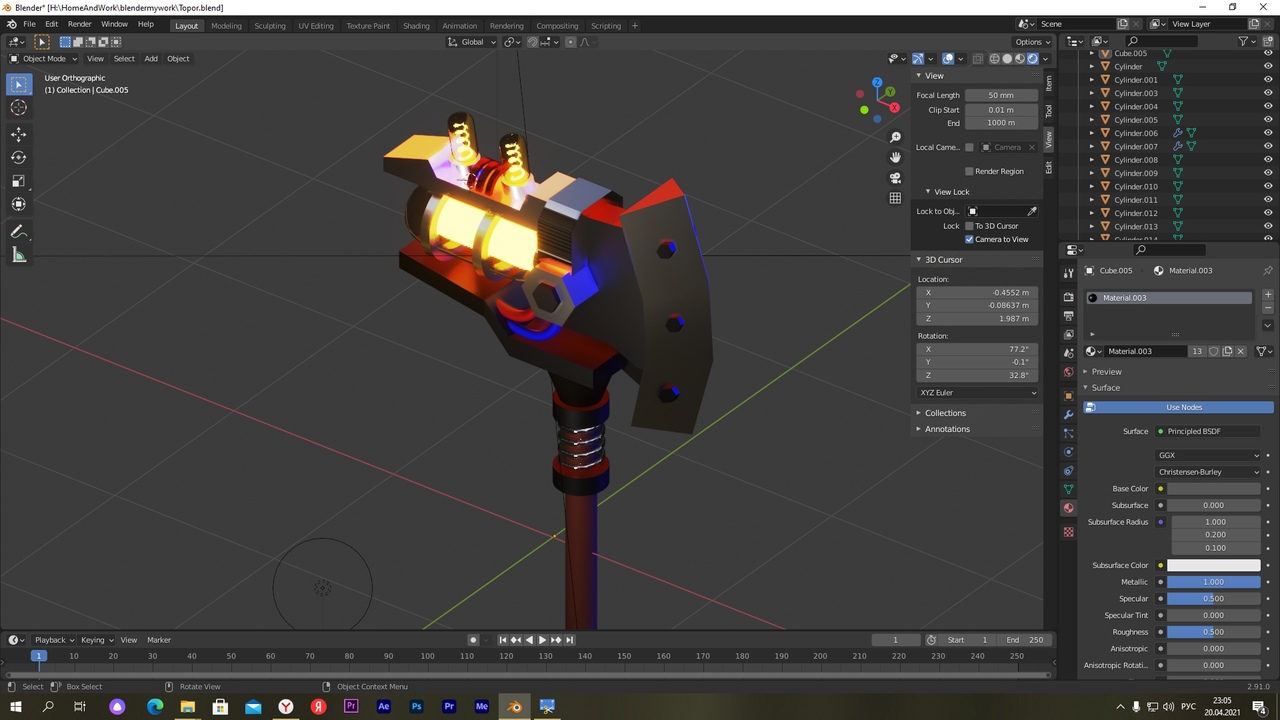 Blender* [H:\HomeAndWork\blendermywork\Topor.blend]
File Edit Render Window Help Layout Modeling Sculpting UV Editing Texture Paint Shading Animation Rendering Compositing Scripting + Scene View Layer
Global Options
Object Mode View Select Add Object
User Orthographic
(1) Collection | Cube.005
X Y Z
View
Focal Length 50 mm
Clip Start 0.01 m
End 1000 m
Local Came... Camera
Render Region
View Lock
Lock to Obj...
Lock To 3D Cursor
Camera to View
3D Cursor
Location:
X -0.4552 m
Y -0.08637 m
Z 1.987 m
Rotation:
X 77.2°
Y -0.1°
Z 32.8°
XYZ Euler
Collections
Annotations
Item
Tool
View
Edit
Cube.005
Cylinder
Cylinder.001
Cylinder.003
Cylinder.004
Cylinder.005
Cylinder.006
Cylinder.007
Cylinder.008
Cylinder.009
Cylinder.010
Cylinder.011
Cylinder.012
Cylinder.013
Cylinder.014
Cube.005 Material.003
Material.003
Material.003 13
Preview
Surface
Use Nodes
Surface Principled BSDF
GGX
Christensen-Burley
Base Color
Subsurface 0.000
Subsurface Radius 1.000
0.200
0.100
Subsurface Color
Metallic 1.000
Specular 0.500
Specular Tint 0.000
Roughness 0.500
Anisotropic 0.000
Anisotropic Rotati... 0.000
Playback Keying View Marker 1 Start 1 End 250
1 10 20 30 40 50 60 70 80 90 100 110 120 130 140 150 160 170 180 190 200 210 220 230 240 250
Select Box Select Rotate View Object Context Menu 2.91.0
Y Я Pr Ae Ps Pr Me РУС 23:05
20.04.2021 4